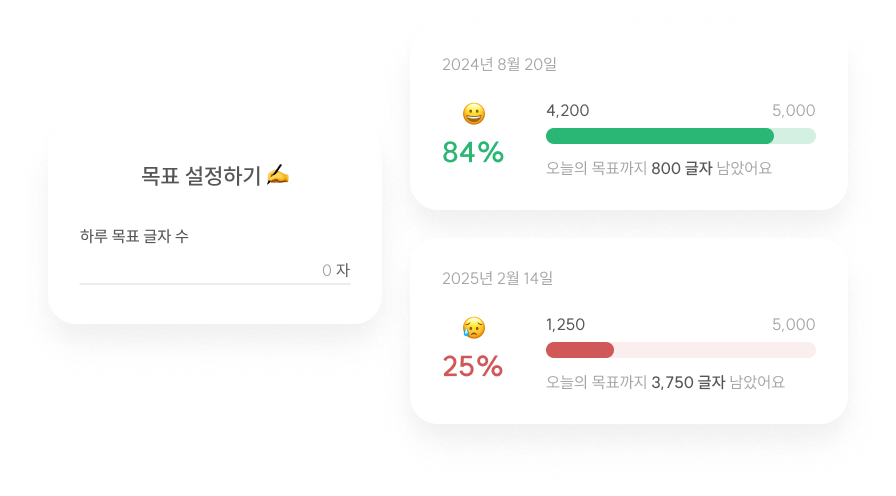 목표 설정하기 ✍️
하루 목표 글자 수
0 자
2024년 8월 20일
😀
84%
4,200 5,000
오늘의 목표까지 800 글자 남았어요
2025년 2월 14일
😥
25%
1,250 5,000
오늘의 목표까지 3,750 글자 남았어요